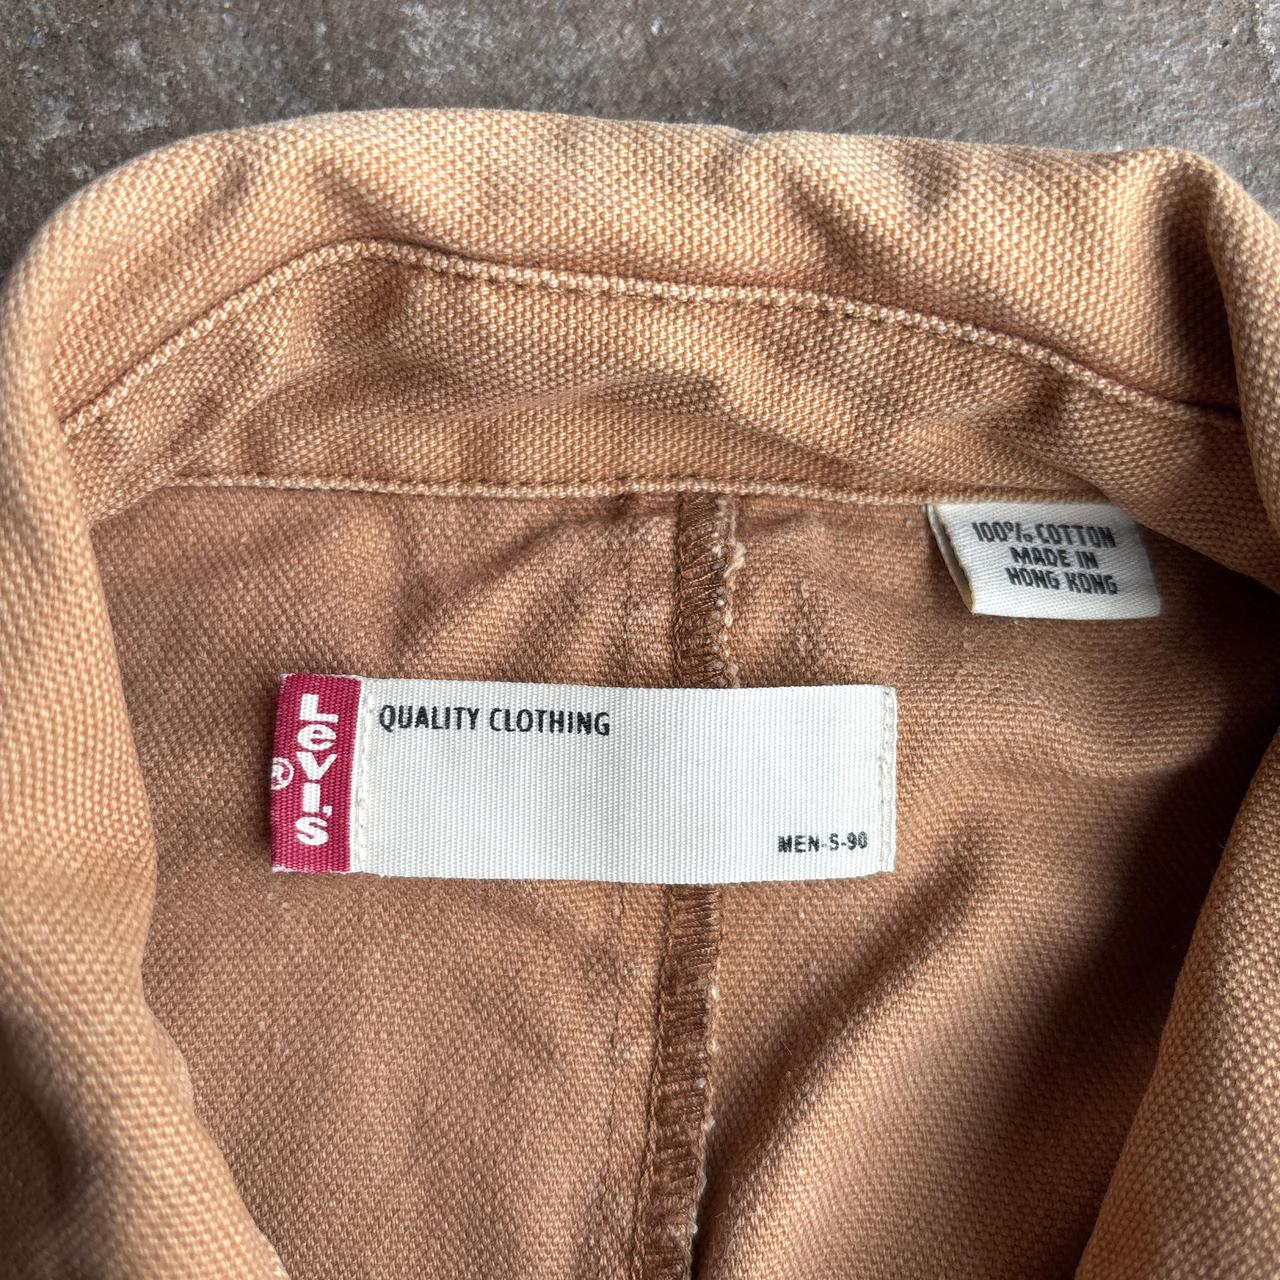 100% COTTON
MADE IN
HONG KONG
LeVI'S
®
QUALITY CLOTHING
MEN-S-90